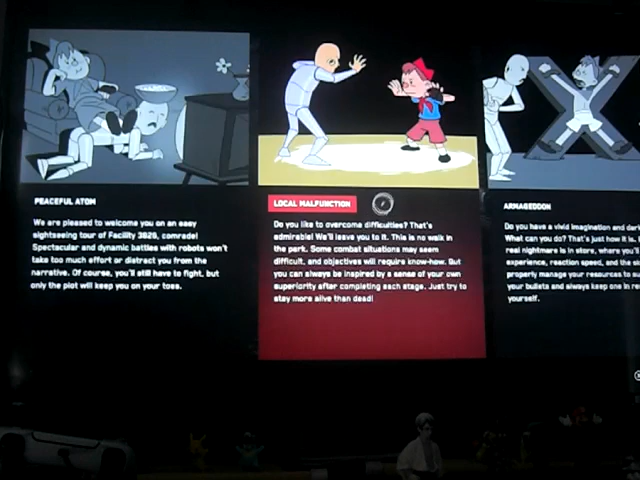 PEACEFUL ATOM
We are pleased to welcome you on an easy
sightseeing tour of Facility 3826, comrade!
Spectacular and dynamic battles with robots won't
take too much effort or distract you from the
narrative. Of course, you'll still have to fight, but
only the plot will keep you on your toes.
LOCAL MALFUNCTION
Do you like to overcome difficulties? That's
admirable! We'll leave you to it. This is no walk in
the park. Some combat situations may seem
difficult, and objectives will require know-how. But
you can always be inspired by a sense of your own
superiority after completing each stage. Just try to
stay more alive than dead!
ARMAGEDDON
Do you have a vivid imagination and
What can you do? That's just how it is.
real nightmare is in store, where you'll
experience, reaction speed, and the
properly manage your resources to
your bullets and always keep one in
yourself.